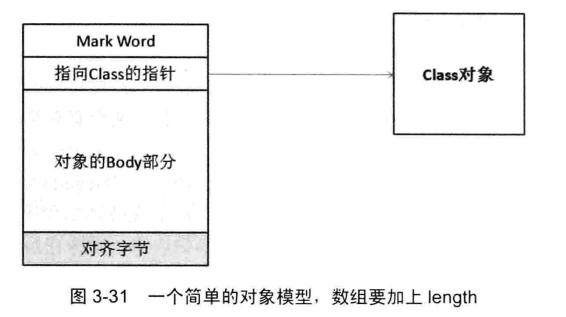 Mark Word
指向Class的指针
Class对象
对象的Body部分
对齐字节
图 3-31 一个简单的对象模型，数组要加上 length